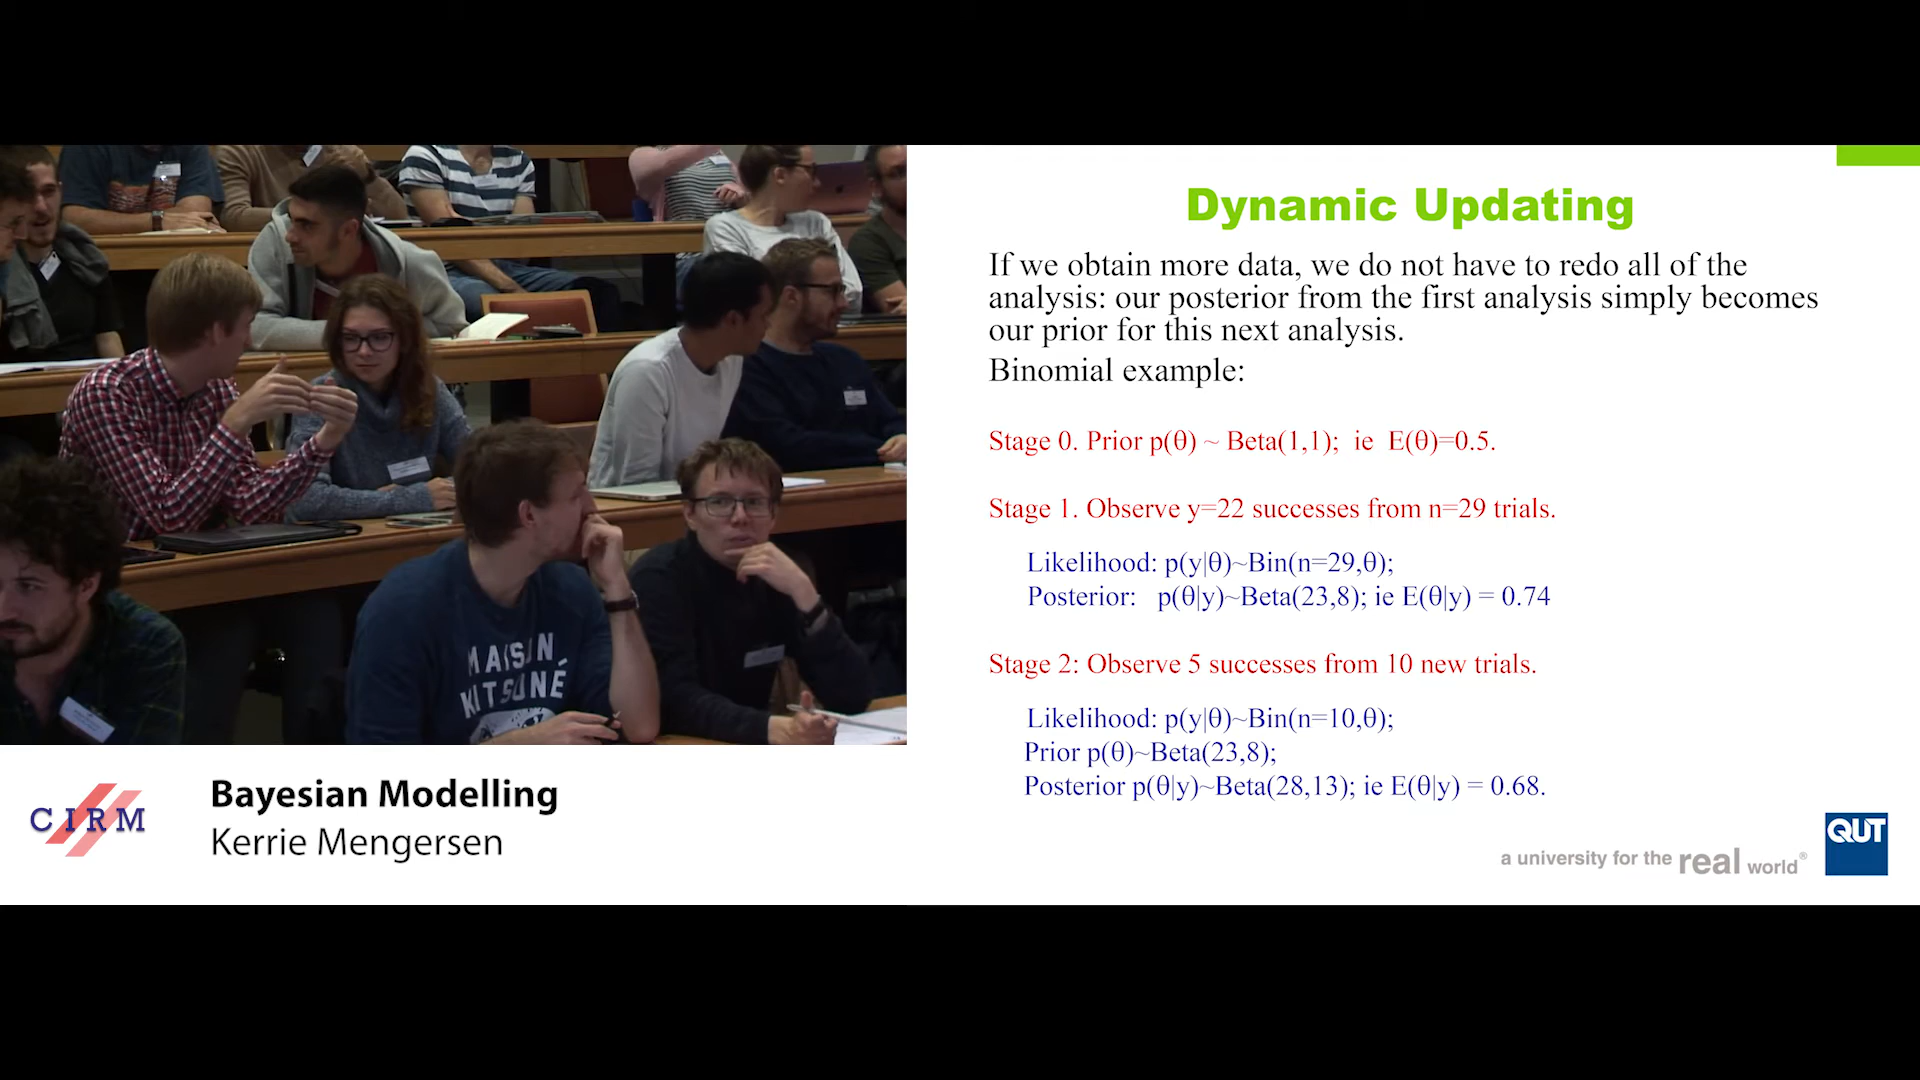 Dynamic Updating
If we obtain more data, we do not have to redo all of the
analysis: our posterior from the first analysis simply becomes
our prior for this next analysis.
Binomial example:
Stage 0. Prior p(θ) ~ Beta(1,1); ie E(θ)=0.5.
Stage 1. Observe y=22 successes from n=29 trials.
Likelihood: p(y|θ)~Bin(n=29,θ);
Posterior: p(θ|y)~Beta(23,8); ie E(θ|y) = 0.74
Stage 2: Observe 5 successes from 10 new trials.
Likelihood: p(y|θ)~Bin(n=10,θ);
Prior p(θ)~Beta(23,8);
Posterior p(θ|y)~Beta(28,13); ie E(θ|y) = 0.68.
QUT
a university for the real world®
MAISON
KITSUNÉ
CIRM
Bayesian Modelling
Kerrie Mengersen